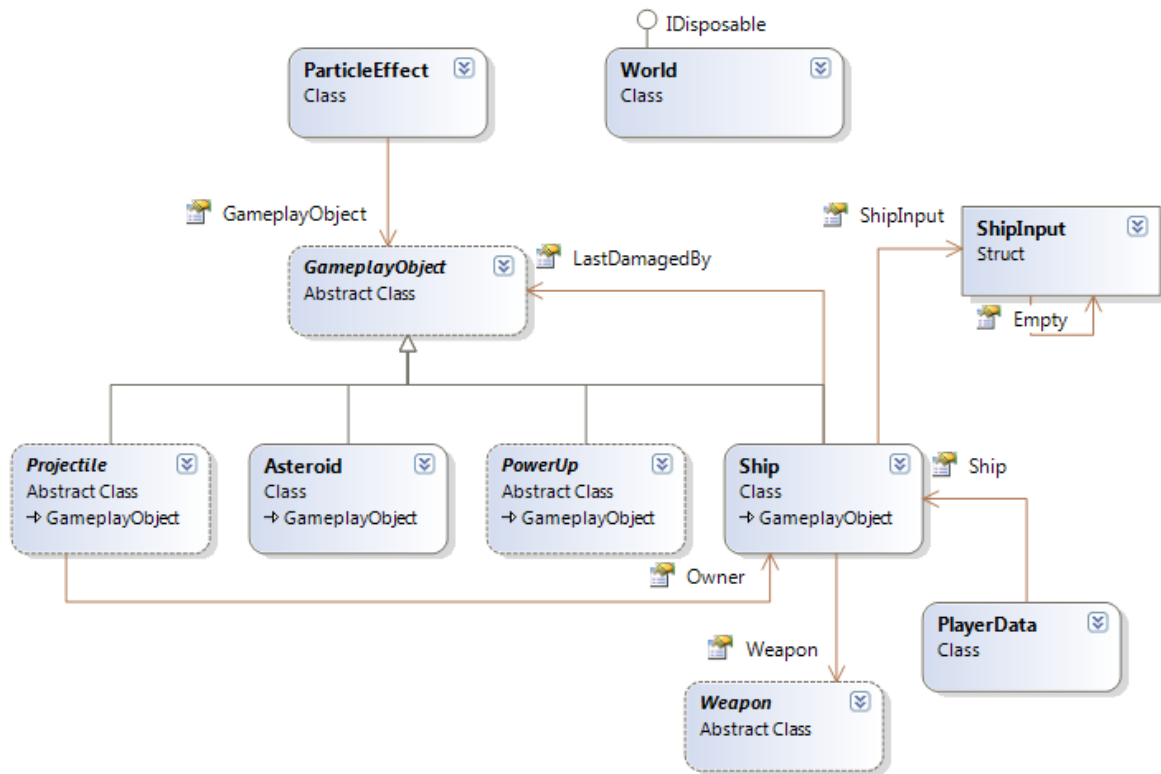 IDisposable
ParticleEffect
Class
World
Class
GameplayObject
ShipInput
ShipInput
Struct
Empty
GameplayObject
Abstract Class
LastDamagedBy
Projectile
Abstract Class
→ GameplayObject
Asteroid
Class
→ GameplayObject
PowerUp
Abstract Class
→ GameplayObject
Ship
Class
→ GameplayObject
Ship
Owner
PlayerData
Class
Weapon
Weapon
Abstract Class